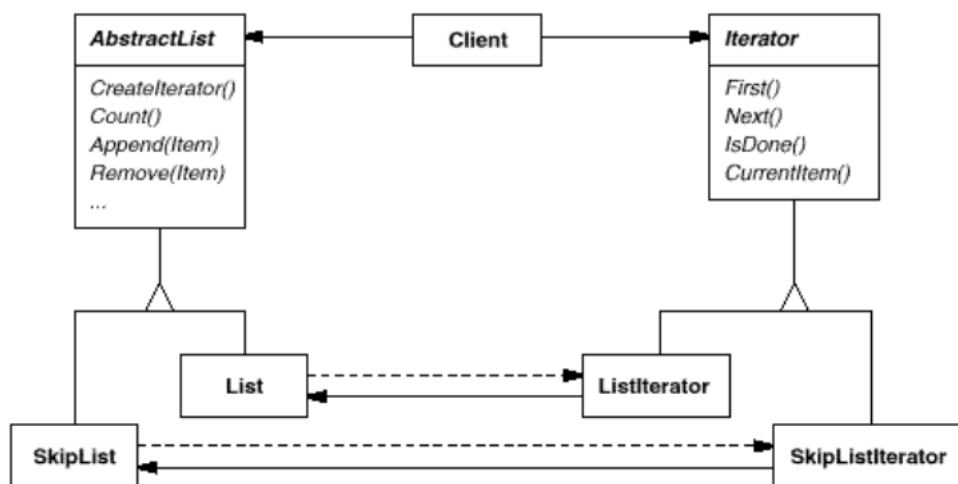 AbstractList
CreateIterator()
Count()
Append(Item)
Remove(Item)
...
Client
Iterator
First()
Next()
IsDone()
CurrentItem()
List
ListIterator
SkipList
SkipListIterator